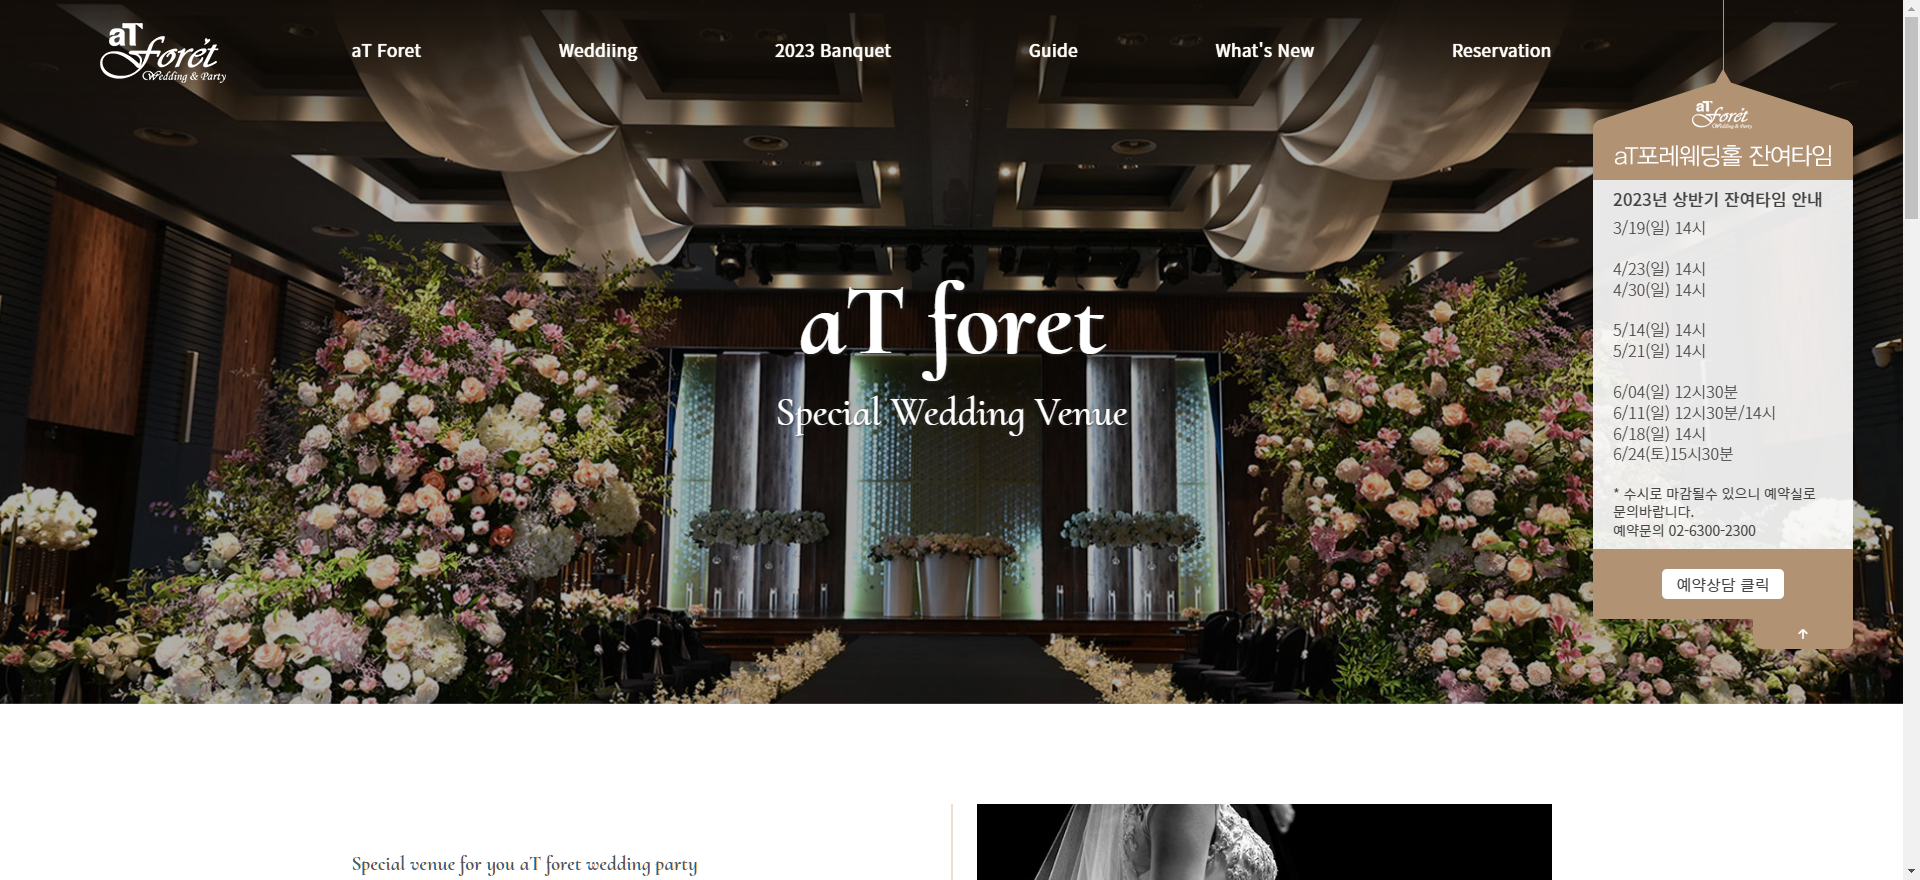 aT
Foret
Wedding & Party
aT Foret
Weddiing
2023 Banquet
Guide
What's New
Reservation
aT
Foret
Wedding & Party
aT포레웨딩홀 잔여타임
2023년 상반기 잔여타임 안내
3/19(일) 14시
4/23(일) 14시
4/30(일) 14시
5/14(일) 14시
5/21(일) 14시
6/04(일) 12시30분
6/11(일) 12시30분/14시
6/18(일) 14시
6/24(토)15시30분
* 수시로 마감될수 있으니 예약실로
문의바랍니다.
예약문의 02-6300-2300
예약상담 클릭
aT foret
Special Wedding Venue
Special venue for you aT foret wedding party